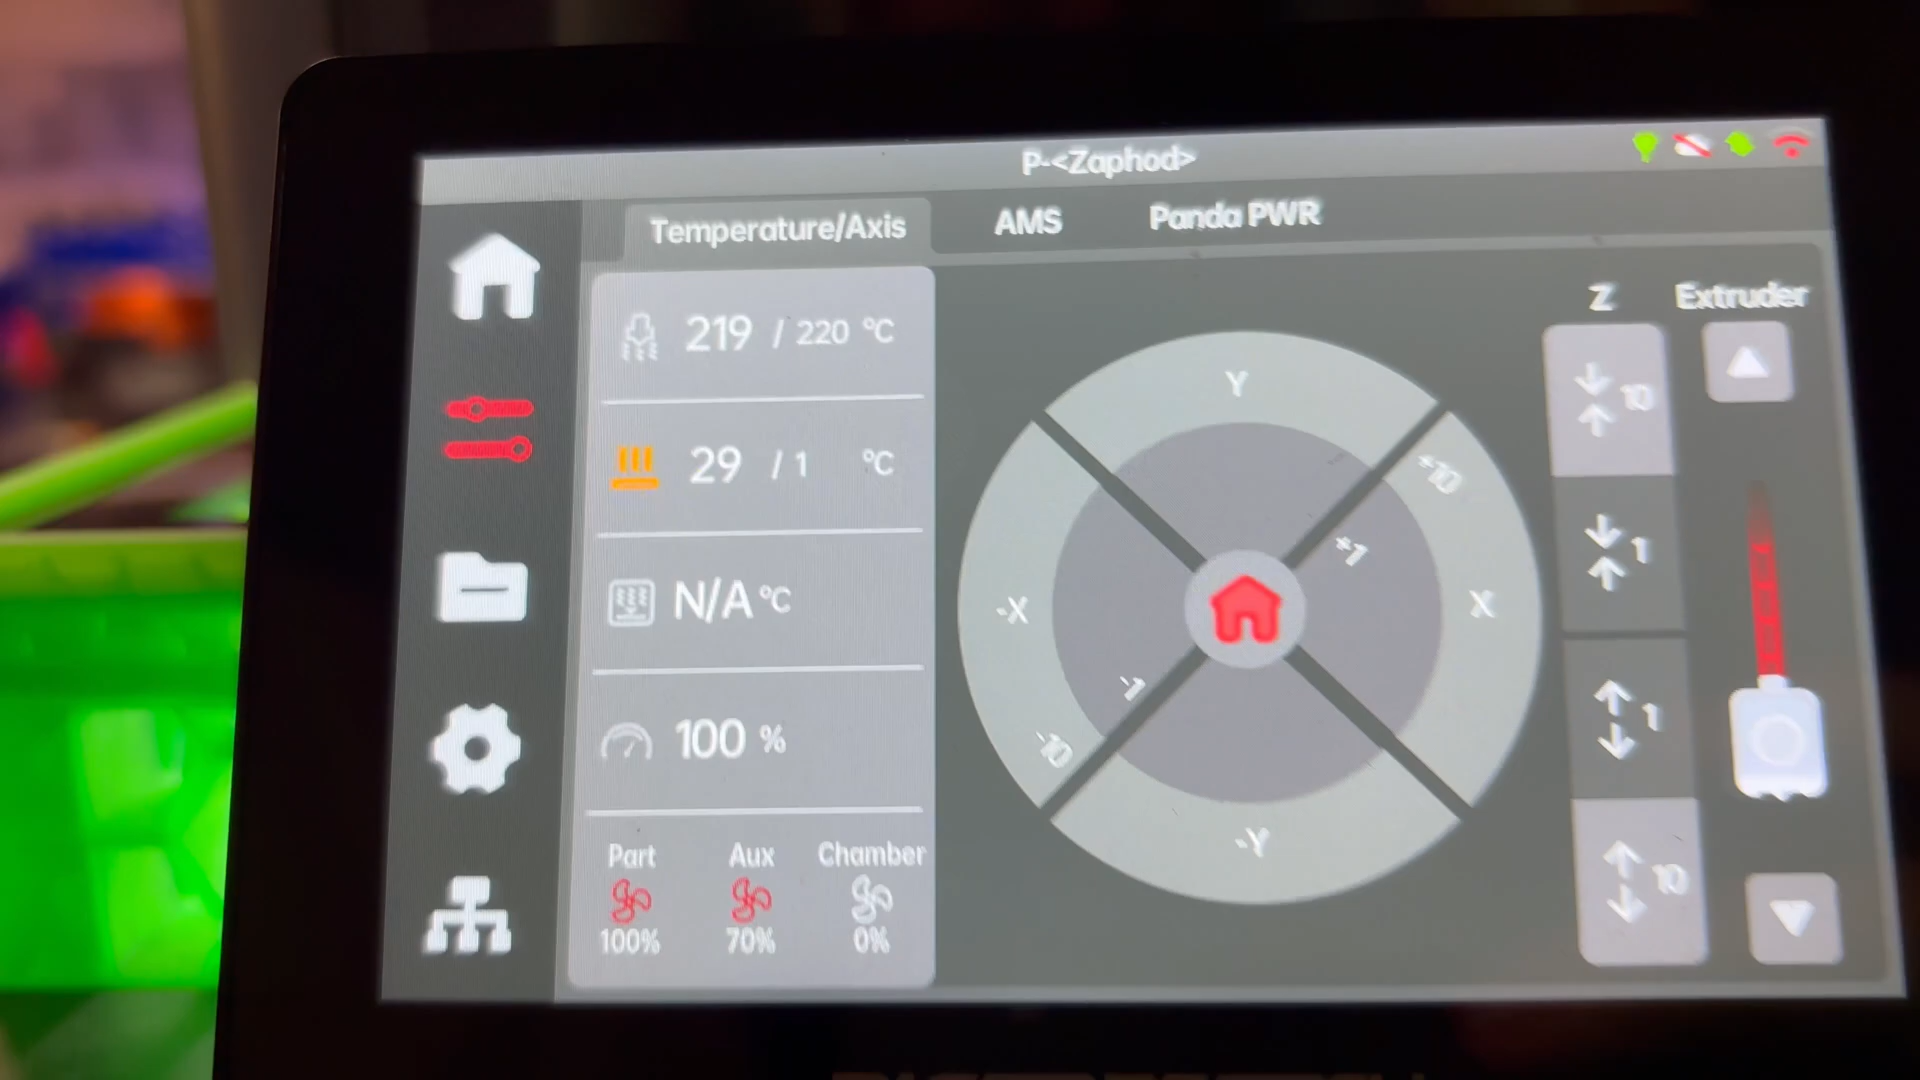 P-<Zaphod>
Temperature/Axis AMS Panda PWR
219 / 220 °C
29 / 1 °C
N/A °C
100 %
Part Aux Chamber
100% 70% 0%
Y
+10
+1
-X
X
-1
-10
-Y
Z
10
1
1
10
Extruder